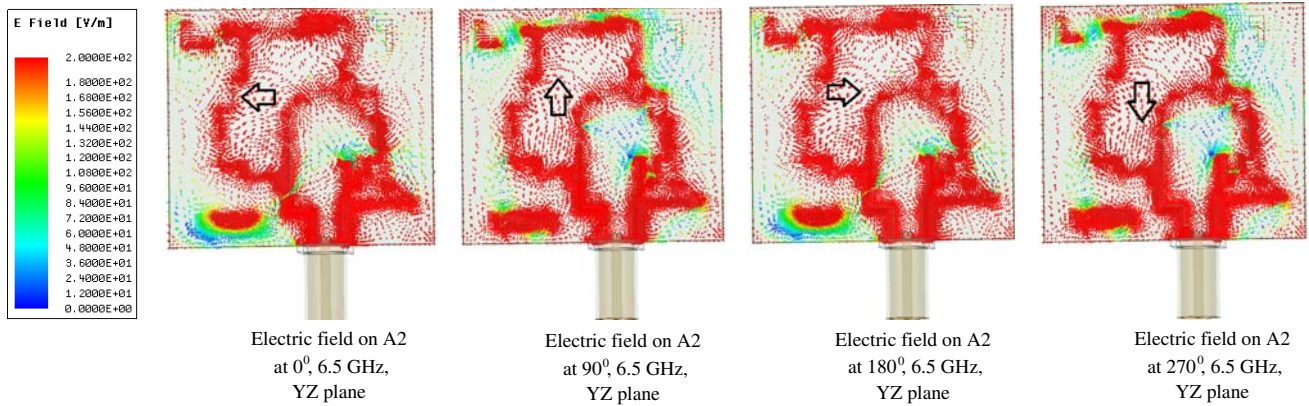 E Field [V/m]
2.0000E+02
1.8000E+02
1.6800E+02
1.5600E+02
1.4400E+02
1.3200E+02
1.2000E+02
1.0800E+02
9.6000E+01
8.4000E+01
7.2000E+01
6.0000E+01
4.8000E+01
3.6000E+01
2.4000E+01
1.2000E+01
0.0000E+00
Electric field on A2
at 0⁰, 6.5 GHz,
YZ plane
Electric field on A2
at 90⁰, 6.5 GHz,
YZ plane
Electric field on A2
at 180⁰, 6.5 GHz,
YZ plane
Electric field on A2
at 270⁰, 6.5 GHz,
YZ plane